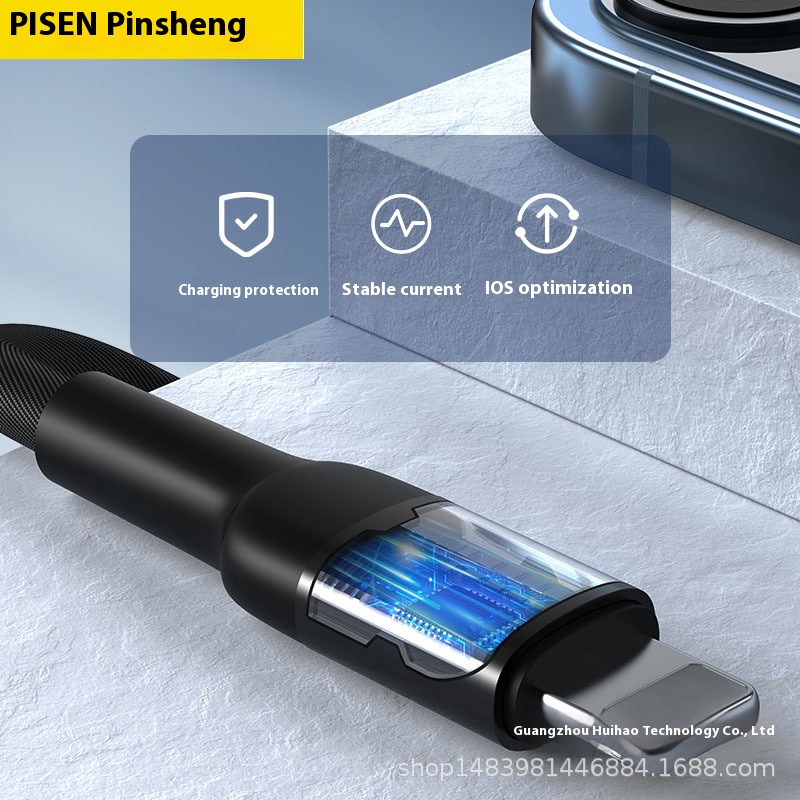 PISEN Pinsheng
Charging protection
Stable current
IOS optimization
Guangzhou Huihao Technology Co., Ltd
shop1483981446884.1688.com